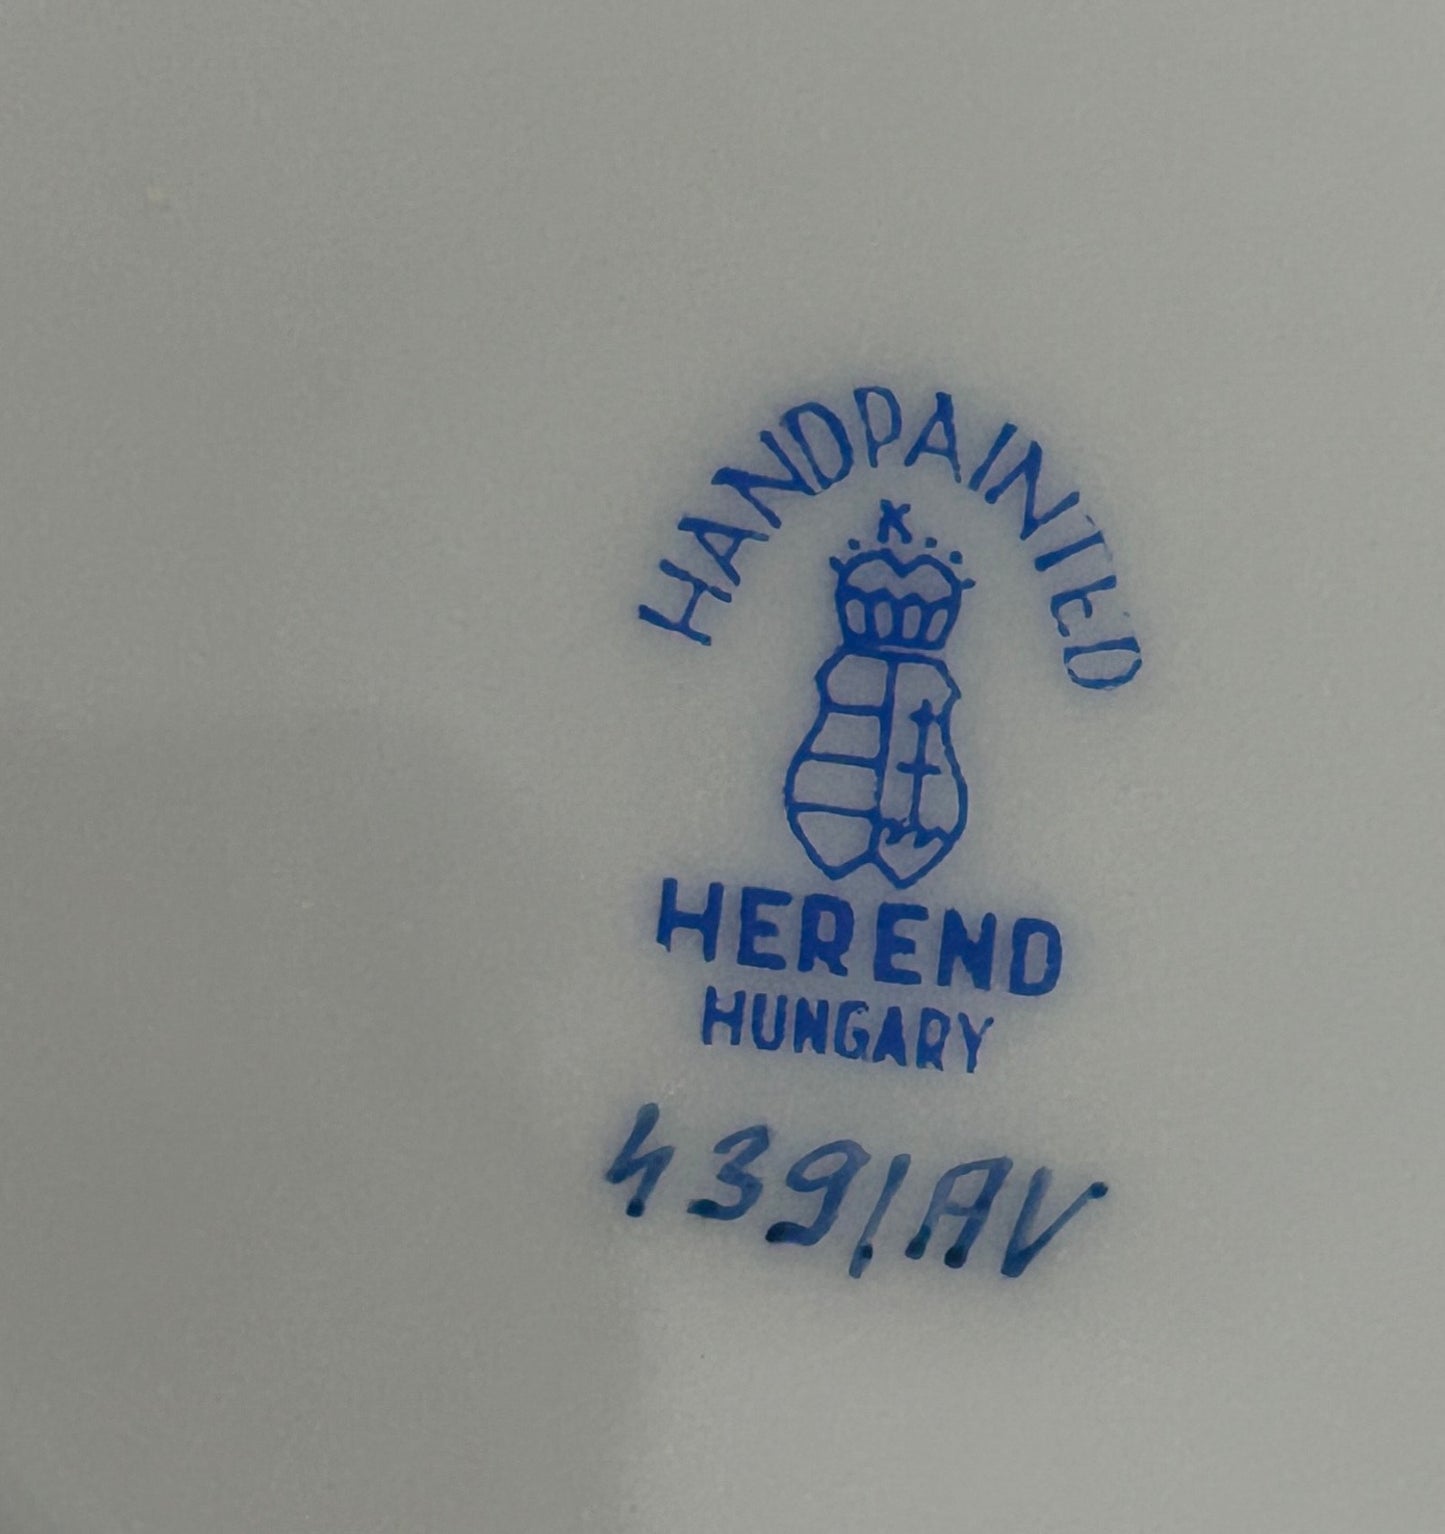 HANDPAINTED
K
HEREND
HUNGARY
439/AV